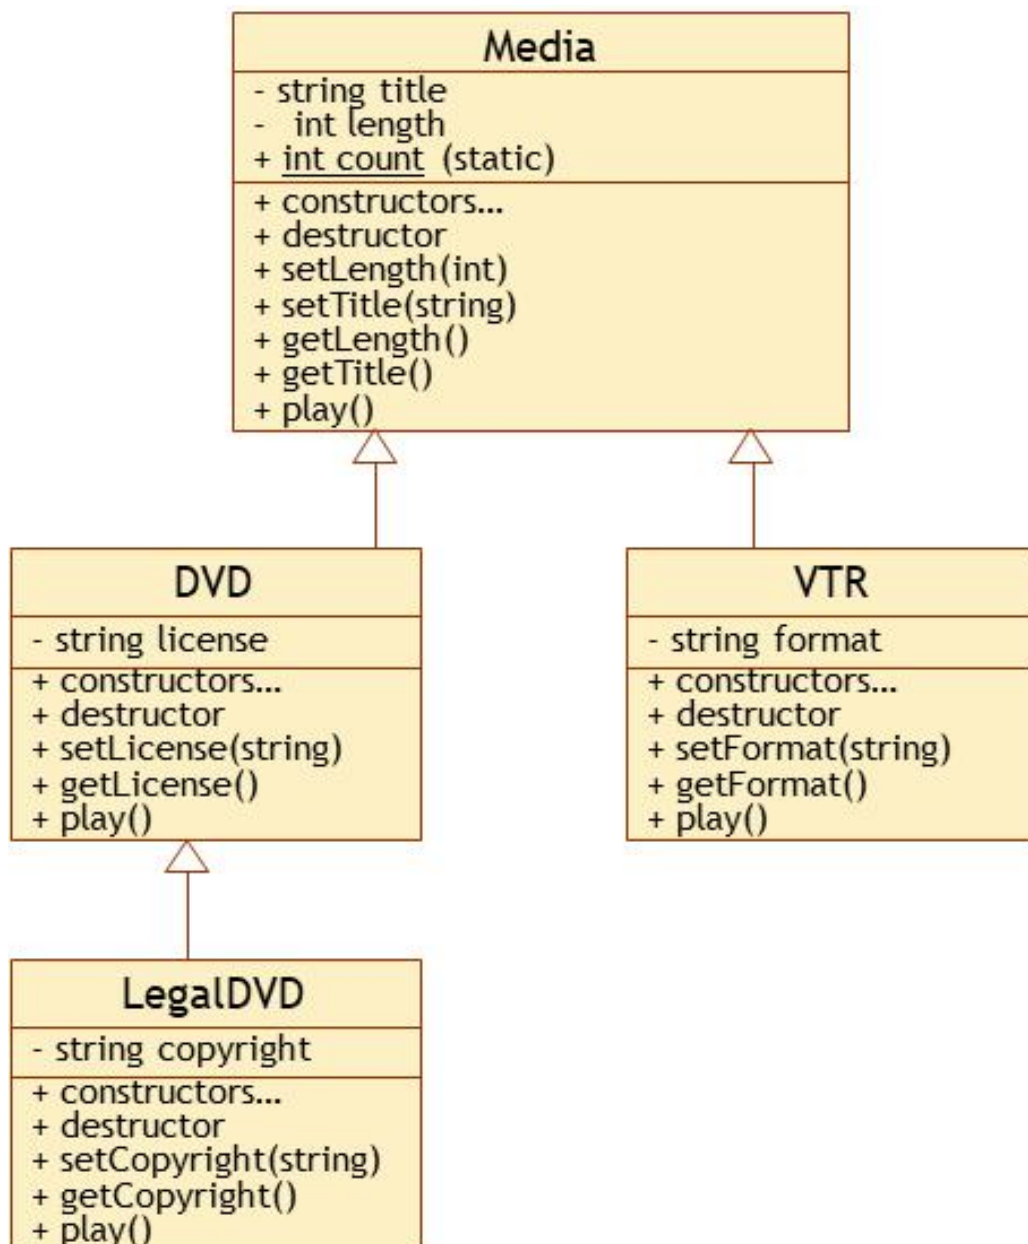 Media
- string title
- int length
+ int count (static)
+ constructors...
+ destructor
+ setLength(int)
+ setTitle(string)
+ getLength()
+ getTitle()
+ play()
DVD
- string license
+ constructors...
+ destructor
+ setLicense(string)
+ getLicense()
+ play()
VTR
- string format
+ constructors...
+ destructor
+ setFormat(string)
+ getFormat()
+ play()
LegalDVD
- string copyright
+ constructors...
+ destructor
+ setCopyright(string)
+ getCopyright()
+ play()